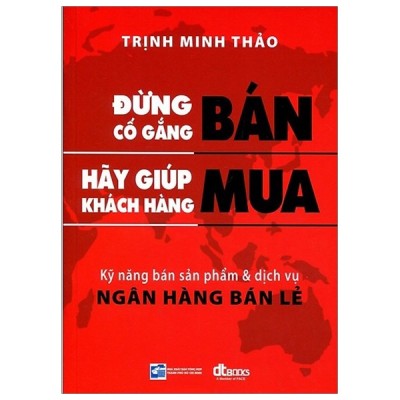 TRỊNH MINH THẢO
ĐỪNG
CỐ GẮNG
BÁN
HÃY GIÚP
KHÁCH HÀNG
MUA
Kỹ năng bán sản phẩm & dịch vụ
NGÂN HÀNG BÁN LẺ
dtBOOKS